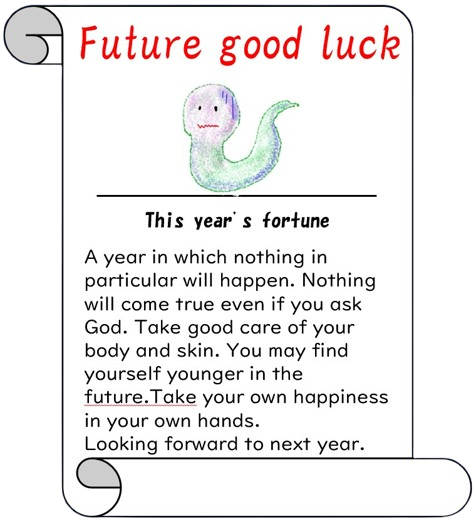 Future good luck
This year's fortune
A year in which nothing in
particular will happen. Nothing
will come true even if you ask
God. Take good care of your
body and skin. You may find
yourself younger in the
future.Take your own happiness
in your own hands.
Looking forward to next year.